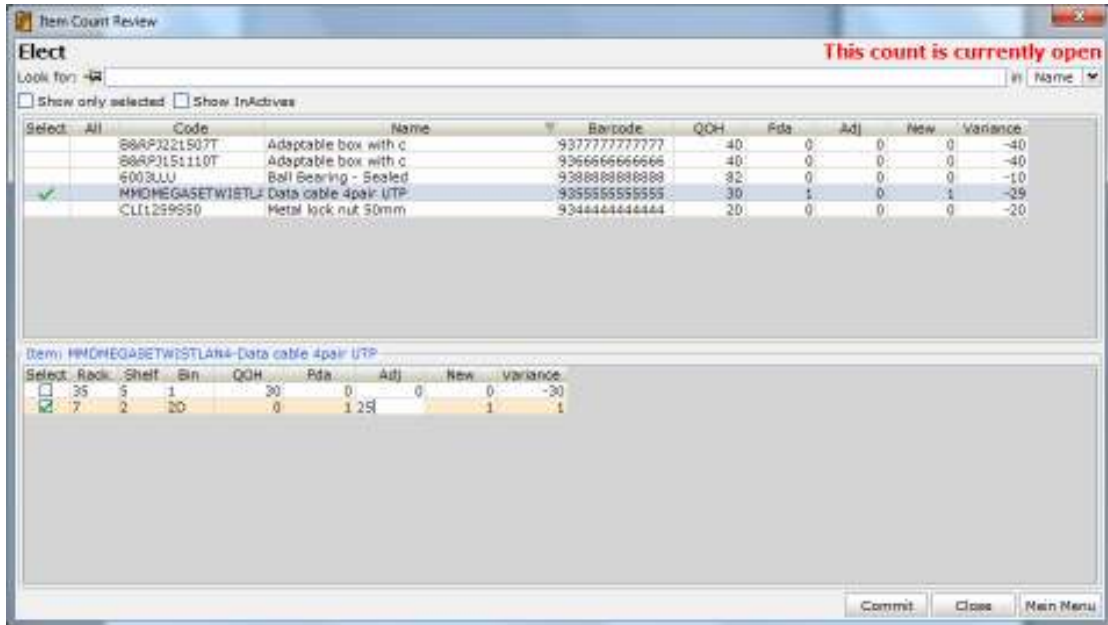 Item Count Review
Elect This count is currently open
Look for: in Name
Show only selected Show InActives
Select All Code Name Barcode QOH Pda Adj New Variance
Adaptable box with c 9377777777777 40 0 0 0 -40
Adaptable box with c 9366666666666 40 0 0 0 -40
6003LLU Ball Bearing - Sealed 9388888888888 82 0 0 0 -10
MMDMEGASETWISTLA Data cable 4pair UTP 9355555555555 30 1 0 1 -29
CLI1259S50 Metal lock nut 50mm 9344444444444 20 0 0 0 -20
Item: MMDMEGASETWISTLAN4-Data cable 4pair UTP
Select Rack Shelf Bin QOH Pda Adj New Variance
35 5 1 30 0 0 0 -30
7 2 2D 0 1 25 1 1
Commit Close Main Menu